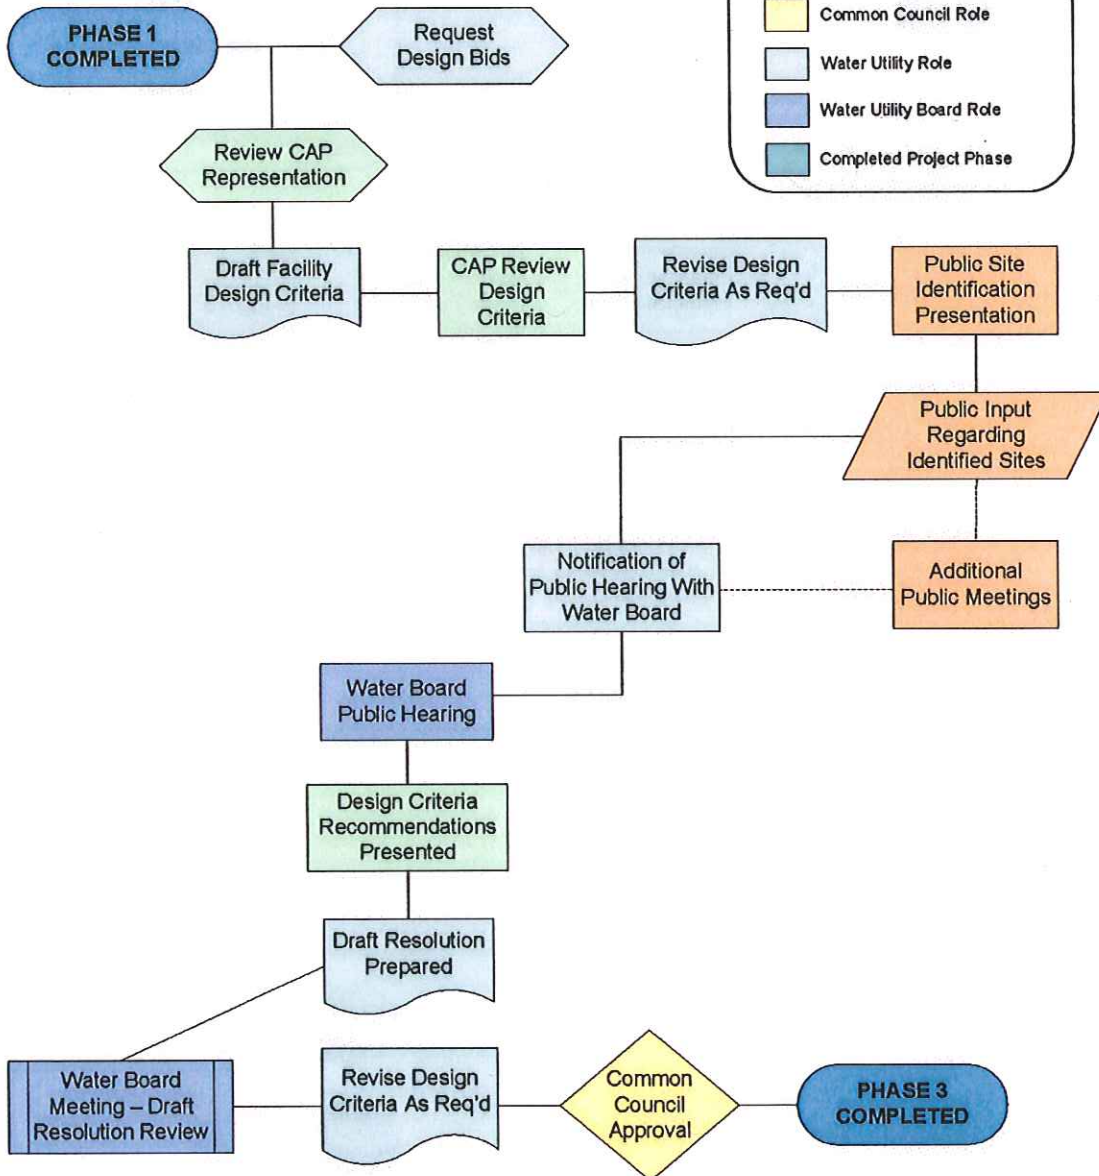 PHASE 1
COMPLETED
Request
Design Bids
Common Council Role
Water Utility Role
Water Utility Board Role
Completed Project Phase
Review CAP
Representation
Draft Facility
Design Criteria
CAP Review
Design
Criteria
Revise Design
Criteria As Req'd
Public Site
Identification
Presentation
Public Input
Regarding
Identified Sites
Notification of
Public Hearing With
Water Board
Additional
Public Meetings
Water Board
Public Hearing
Design Criteria
Recommendations
Presented
Draft Resolution
Prepared
Water Board
Meeting – Draft
Resolution Review
Revise Design
Criteria As Req'd
Common
Council
Approval
PHASE 3
COMPLETED